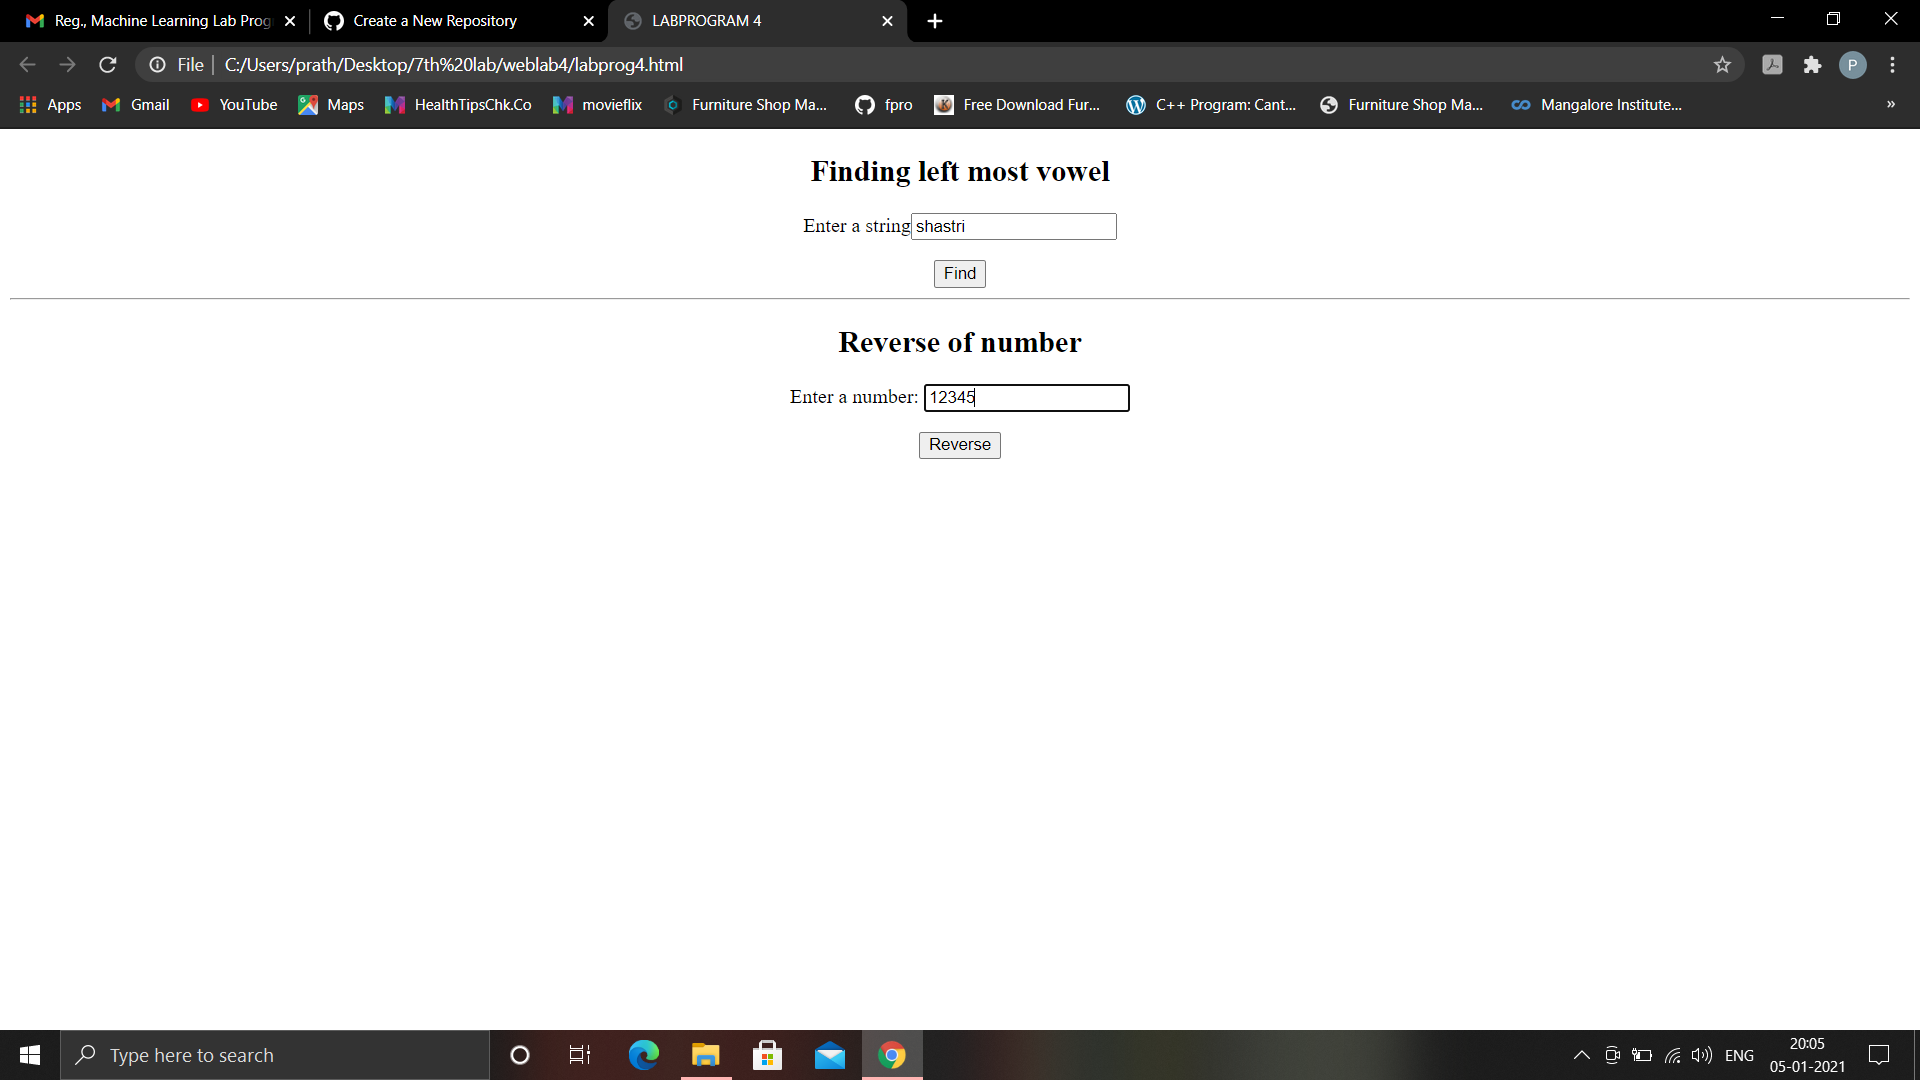 Reg., Machine Learning Lab Prog
Create a New Repository
LABPROGRAM 4
File
C:/Users/prath/Desktop/7th%20lab/weblab4/labprog4.html
P
Apps
Gmail
YouTube
Maps
HealthTipsChk.Co
movieflix
Furniture Shop Ma...
fpro
Free Download Fur...
C++ Program: Cant...
Furniture Shop Ma...
Mangalore Institute...
»
Finding left most vowel
Enter a string shastri
Find
Reverse of number
Enter a number: 12345
Reverse
Type here to search
ENG
20:05
05-01-2021